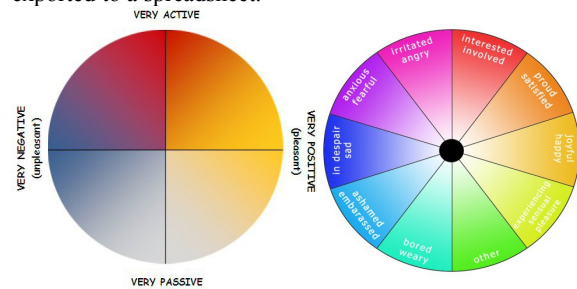 exported to a spreadsheet.
VERY ACTIVE
VERY NEGATIVE
(unpleasant)
VERY POSITIVE
(pleasant)
VERY PASSIVE
irritated
angry
interested
involved
proud
satisfied
joyful
happy
experiencing
sensual
pleasure
other
bored
weary
ashamed
embarassed
in despair
sad
anxious
fearful